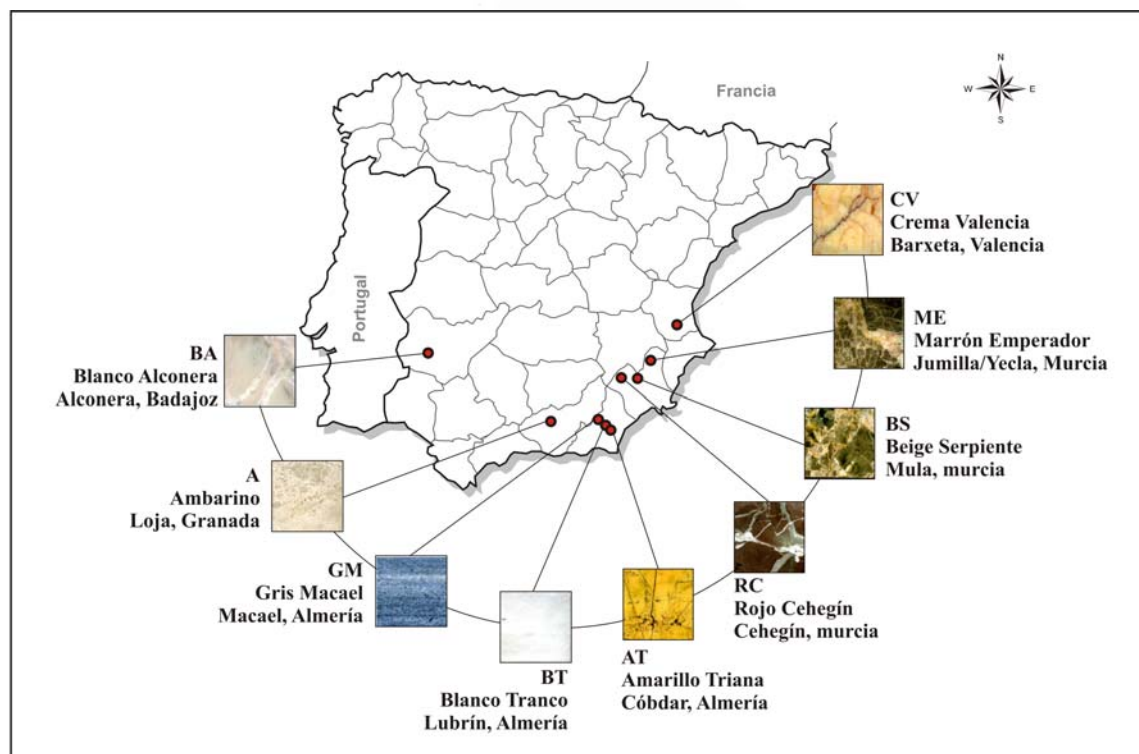 Francia
N
W E
S
Portugal
CV
Crema Valencia
Barxeta, Valencia
ME
Marrón Emperador
Jumilla/Yecla, Murcia
BS
Beige Serpiente
Mula, murcia
RC
Rojo Cehegín
Cehegín, murcia
AT
Amarillo Triana
Cóbdar, Almería
BT
Blanco Tranco
Lubrín, Almería
GM
Gris Macael
Macael, Almería
A
Ambarino
Loja, Granada
BA
Blanco Alconera
Alconera, Badajoz